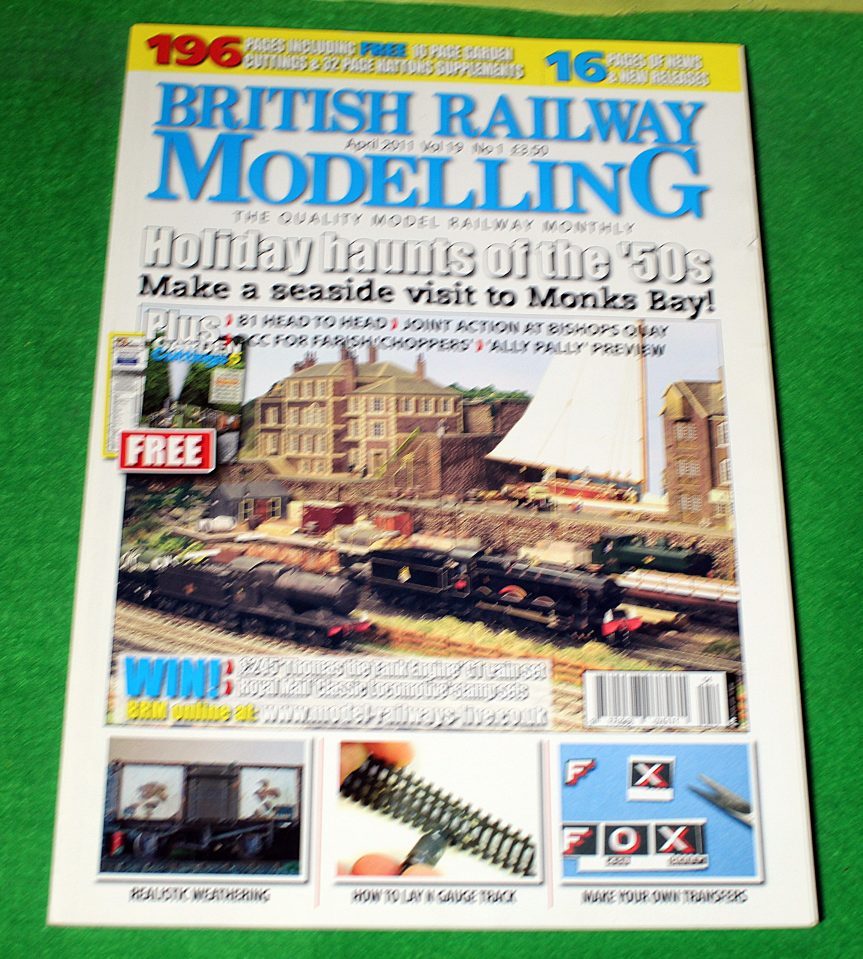 196 PAGES INCLUDING FREE 16 PAGE GARDEN
CUTTINGS & 32 PAGE HATTONS SUPPLEMENTS
16 PAGES OF NEWS
& NEW RELEASES
BRITISH RAILWAY
April 2011 Vol 19 No 1 £3.50
MODELLING
THE QUALITY MODEL RAILWAY MONTHLY
Holiday haunts of the '50s
Make a seaside visit to Monks Bay!
Plus
B1 HEAD TO HEAD JOINT ACTION AT BISHOPS QUAY
DCC FOR FARISH 'CHOPPERS' 'ALLY PALLY' PREVIEW
Cuttings
FREE
WIN! £245 'Thomas the Tank Engine' G1 train set
Royal Mail 'Classic Locomotive' stamp sets
BRM online at: www.model-railways-live.co.uk
F X
FOX
REALISTIC WEATHERING
HOW TO LAY N GAUGE TRACK
MAKE YOUR OWN TRANSFERS